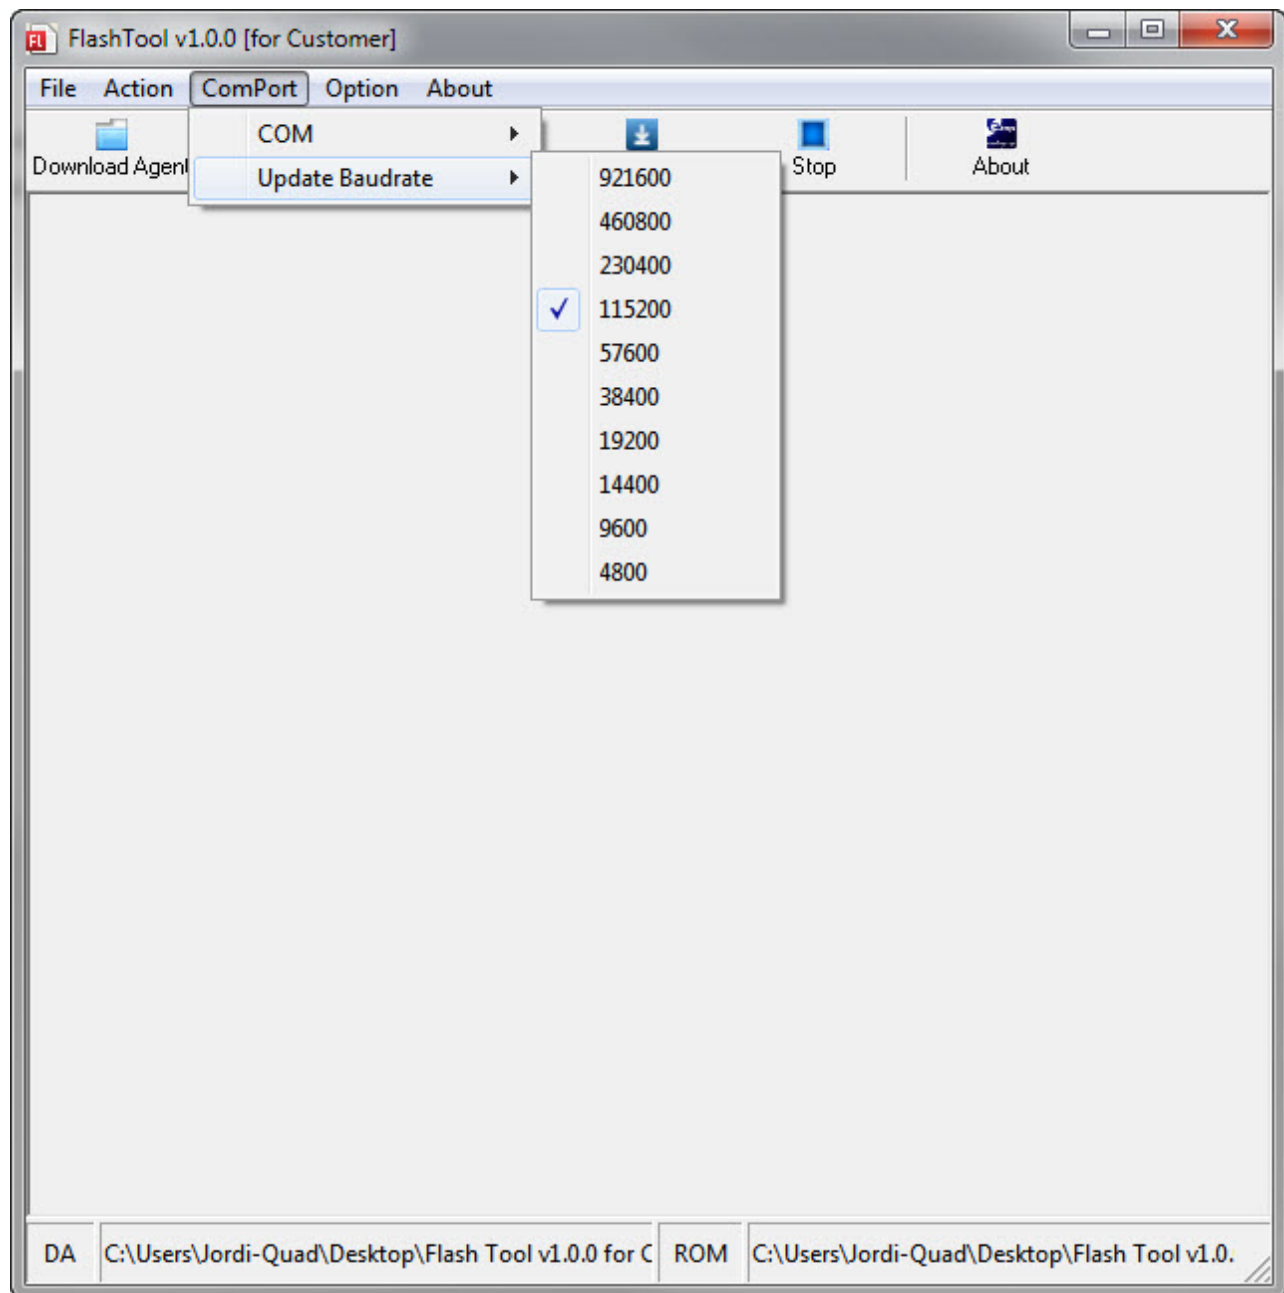 FL FlashTool v1.0.0 [for Customer]
File Action ComPort Option About
Download Agent Stop About
COM
Update Baudrate
921600
460800
230400
115200
57600
38400
19200
14400
9600
4800
DA C:\Users\Jordi-Quad\Desktop\Flash Tool v1.0.0 for C ROM C:\Users\Jordi-Quad\Desktop\Flash Tool v1.0.